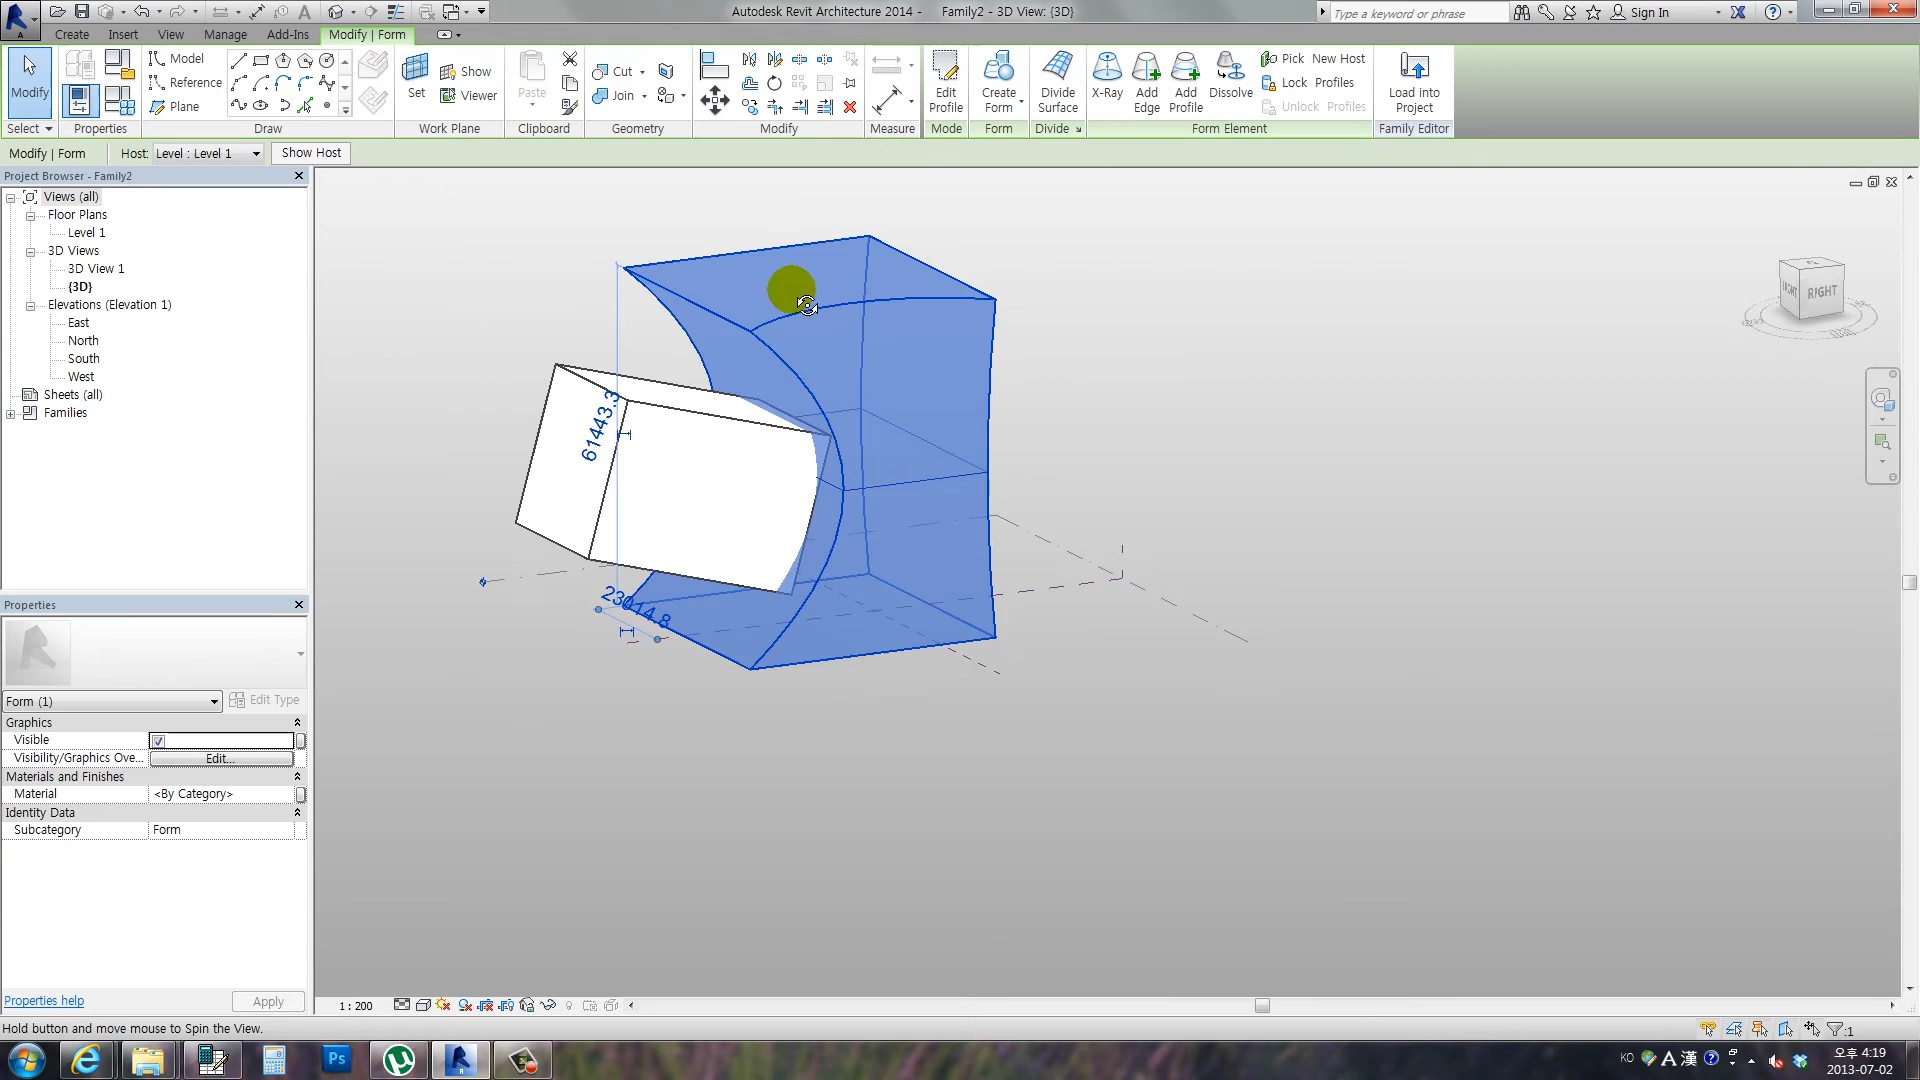 Autodesk Revit Architecture 2014 -      Family2 - 3D View: {3D}
Type a keyword or phrase
Sign In
Create
Insert
View
Manage
Add-Ins
Modify | Form
Modify
Select
Properties
Model
Reference
Plane
Draw
Set
Show
Viewer
Work Plane
Paste
Clipboard
Cut
Join
Geometry
Modify
Measure
Edit Profile
Mode
Create Form
Form
Divide Surface
Divide
X-Ray
Add Edge
Add Profile
Dissolve
Pick New Host
Lock Profiles
Unlock Profiles
Form Element
Load into Project
Family Editor
Modify | Form
Host:
Level : Level 1
Show Host
Project Browser - Family2
Views (all)
Floor Plans
Level 1
3D Views
3D View 1
{3D}
Elevations (Elevation 1)
East
North
South
West
Sheets (all)
Families
Properties
Form (1)
Edit Type
Graphics
Visible
Visibility/Graphics Ove...
Edit...
Materials and Finishes
Material
<By Category>
Identity Data
Subcategory
Form
Properties help
Apply
61443.3
23014.8
FRONT
RIGHT
1 : 200
Hold button and move mouse to Spin the View.
:1
Ps
KO
A
漢
오후 4:19
2013-07-02